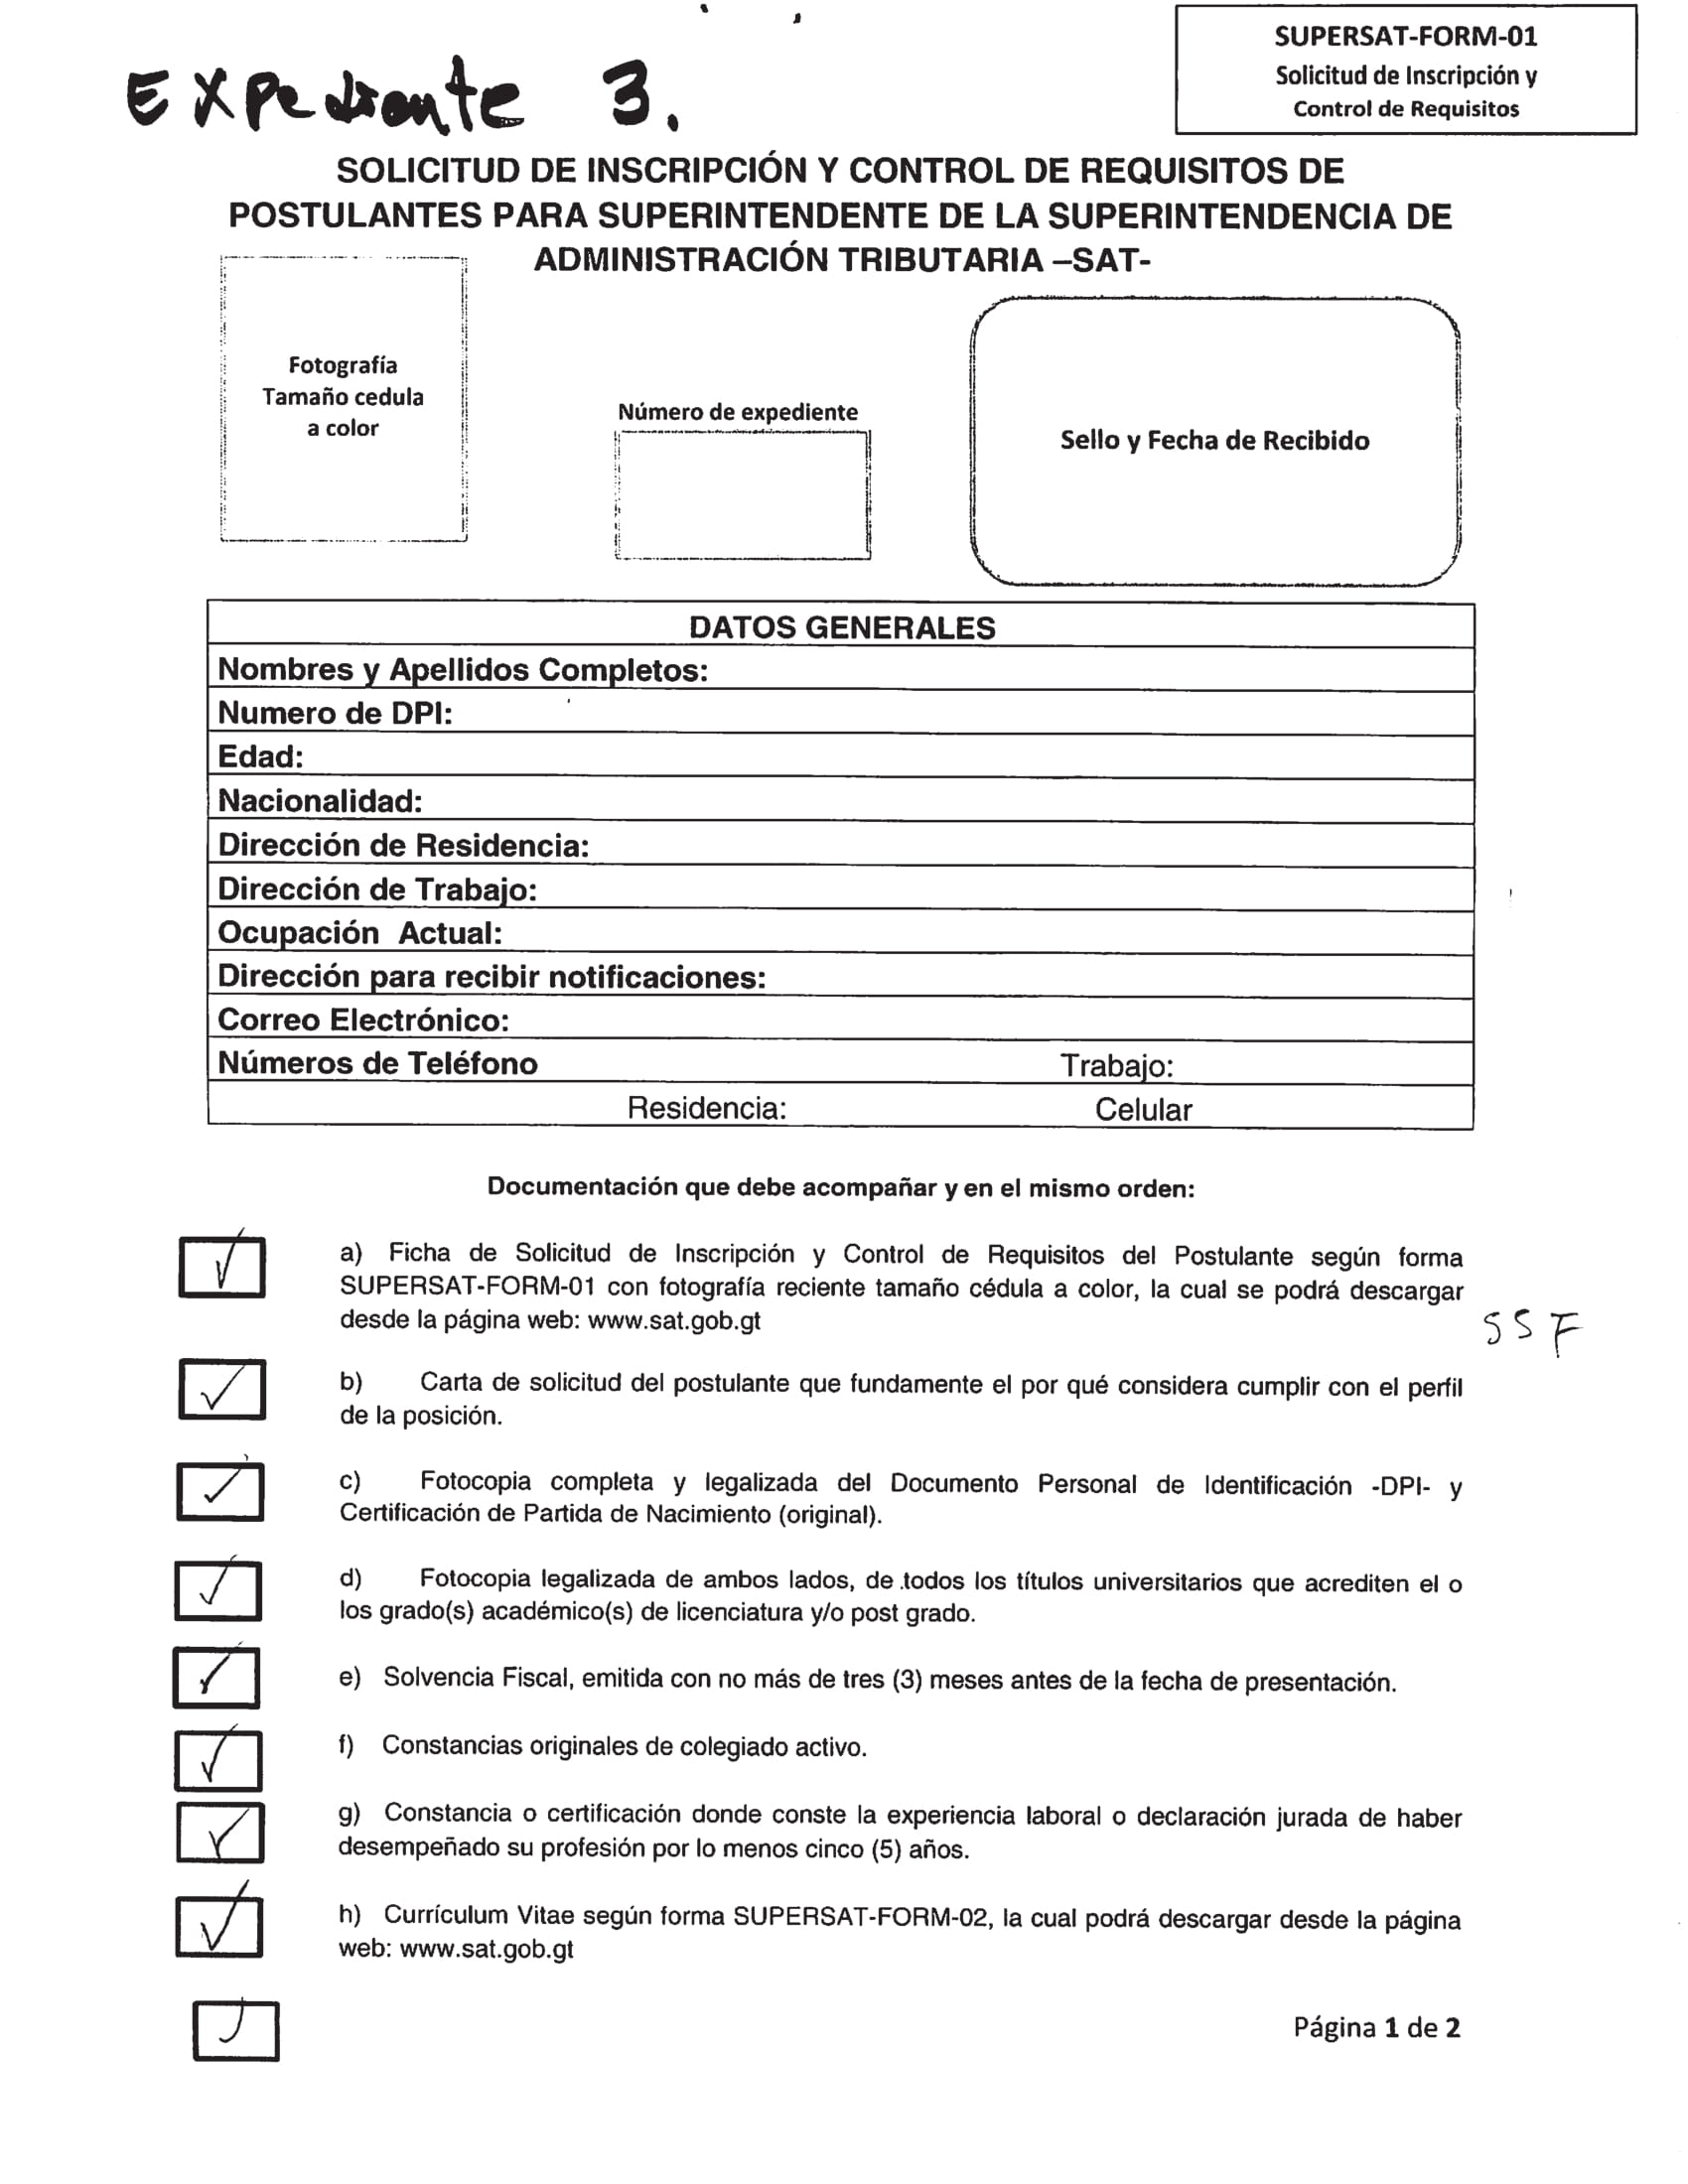 SUPERSAT-FORM-01
Solicitud de Inscripción y
Control de Requisitos
Expediente 3.
SOLICITUD DE INSCRIPCIÓN Y CONTROL DE REQUISITOS DE
POSTULANTES PARA SUPERINTENDENTE DE LA SUPERINTENDENCIA DE
ADMINISTRACIÓN TRIBUTARIA –SAT-
Fotografía
Tamaño cedula
a color
Número de expediente
Sello y Fecha de Recibido
DATOS GENERALES
Nombres y Apellidos Completos:
Numero de DPI:
Edad:
Nacionalidad:
Dirección de Residencia:
Dirección de Trabajo:
Ocupación Actual:
Dirección para recibir notificaciones:
Correo Electrónico:
Números de Teléfono Trabajo:
Residencia: Celular
Documentación que debe acompañar y en el mismo orden:
a) Ficha de Solicitud de Inscripción y Control de Requisitos del Postulante según forma
SUPERSAT-FORM-01 con fotografía reciente tamaño cédula a color, la cual se podrá descargar
desde la página web: www.sat.gob.gt
SSF
b) Carta de solicitud del postulante que fundamente el por qué considera cumplir con el perfil
de la posición.
c) Fotocopia completa y legalizada del Documento Personal de Identificación -DPI- y
Certificación de Partida de Nacimiento (original).
d) Fotocopia legalizada de ambos lados, de todos los títulos universitarios que acrediten el o
los grado(s) académico(s) de licenciatura y/o post grado.
e) Solvencia Fiscal, emitida con no más de tres (3) meses antes de la fecha de presentación.
f) Constancias originales de colegiado activo.
g) Constancia o certificación donde conste la experiencia laboral o declaración jurada de haber
desempeñado su profesión por lo menos cinco (5) años.
h) Currículum Vitae según forma SUPERSAT-FORM-02, la cual podrá descargar desde la página
web: www.sat.gob.gt
Página 1 de 2